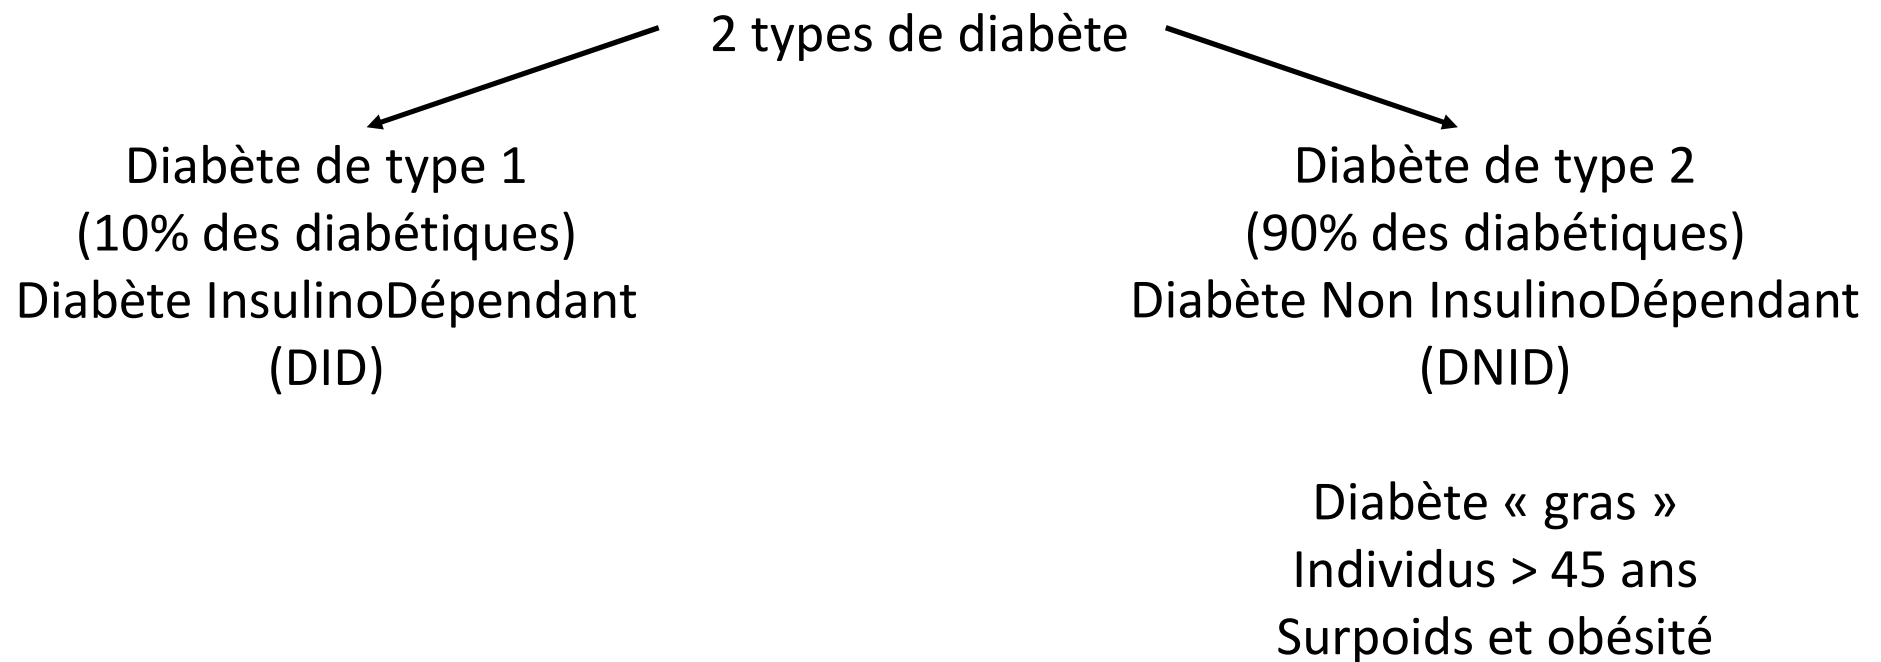 2 types de diabète
Diabète de type 1
(10% des diabétiques)
Diabète InsulinoDépendant
(DID)
Diabète de type 2
(90% des diabétiques)
Diabète Non InsulinoDépendant
(DNID)
Diabète « gras »
Individus > 45 ans
Surpoids et obésité